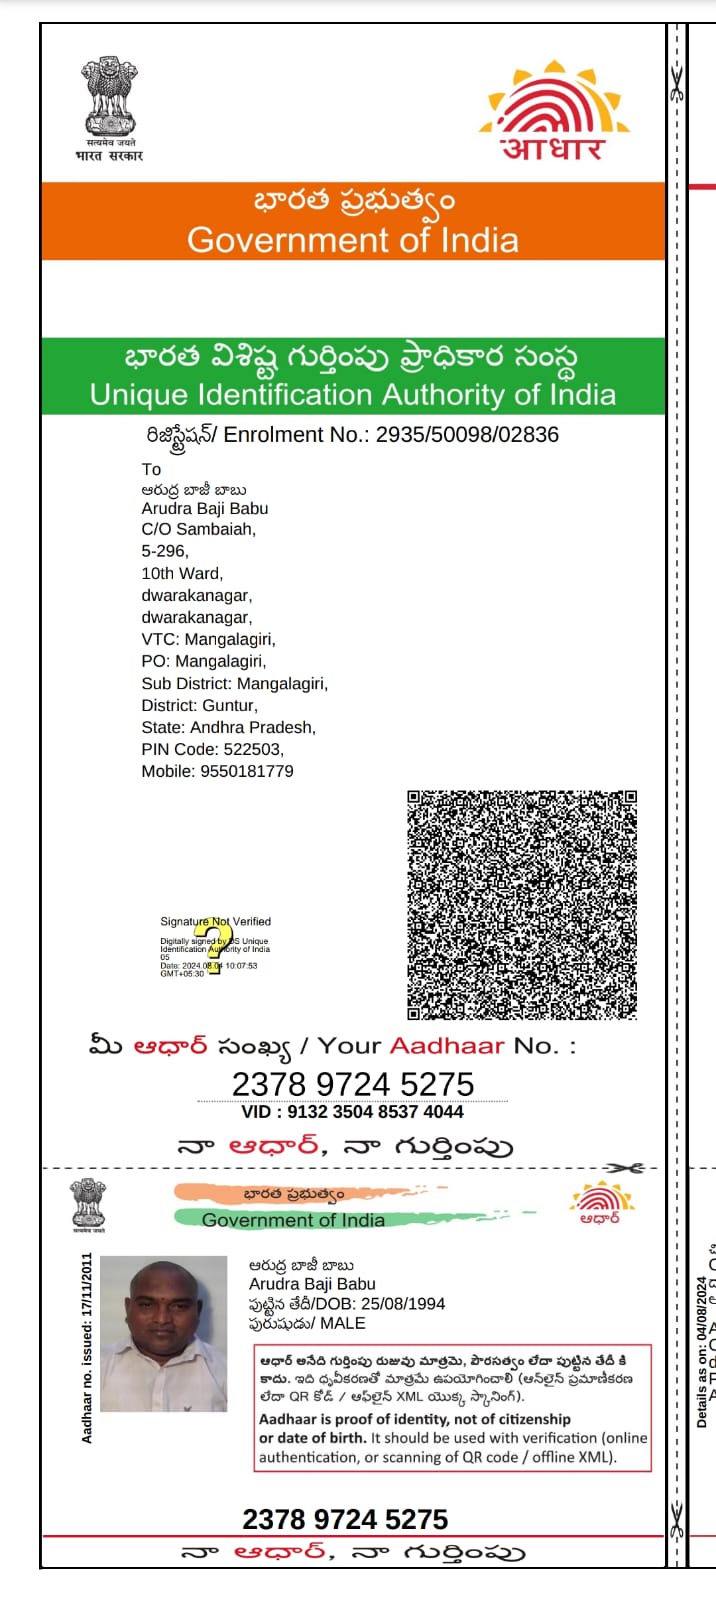 सत्यमेव जयते
भारत सरकार
आधार
భారత ప్రభుత్వం
Government of India
భారత విశిష్ట గుర్తింపు ప్రాధికార సంస్థ
Unique Identification Authority of India
రిజిస్ట్రేషన్/ Enrolment No.: 2935/50098/02836
To
ఆరుద్ర బాజీ బాబు
Arudra Baji Babu
C/O Sambaiah,
5-296,
10th Ward,
dwarakanagar,
dwarakanagar,
VTC: Mangalagiri,
PO: Mangalagiri,
Sub District: Mangalagiri,
District: Guntur,
State: Andhra Pradesh,
PIN Code: 522503,
Mobile: 9550181779
Signature Not Verified
Digitally signed by DS Unique
Identification Authority of India
05
Date: 2024.08.04 10:07:53
GMT+05:30
మీ ఆధార్ సంఖ్య / Your Aadhaar No. :
2378 9724 5275
VID : 9132 3504 8537 4044
నా ఆధార్, నా గుర్తింపు
భారత ప్రభుత్వం
Government of India
ఆధార్
Aadhaar no. issued: 17/11/2011
ఆరుద్ర బాజీ బాబు
Arudra Baji Babu
పుట్టిన తేదీ/DOB: 25/08/1994
పురుషుడు/ MALE
ఆధార్ అనేది గుర్తింపు రుజువు మాత్రమె, పౌరసత్వం లేదా పుట్టిన తేదీ కి
కాదు. ఇది ధృవీకరణతో మాత్రమే ఉపయోగించాలి (ఆన్‌లైన్ ప్రమాణీకరణ
లేదా QR కోడ్ / ఆఫ్‌లైన్ XML యొక్క స్కానింగ్).
Aadhaar is proof of identity, not of citizenship
or date of birth. It should be used with verification (online
authentication, or scanning of QR code / offline XML).
2378 9724 5275
నా ఆధార్, నా గుర్తింపు
Details as on: 04/08/2024